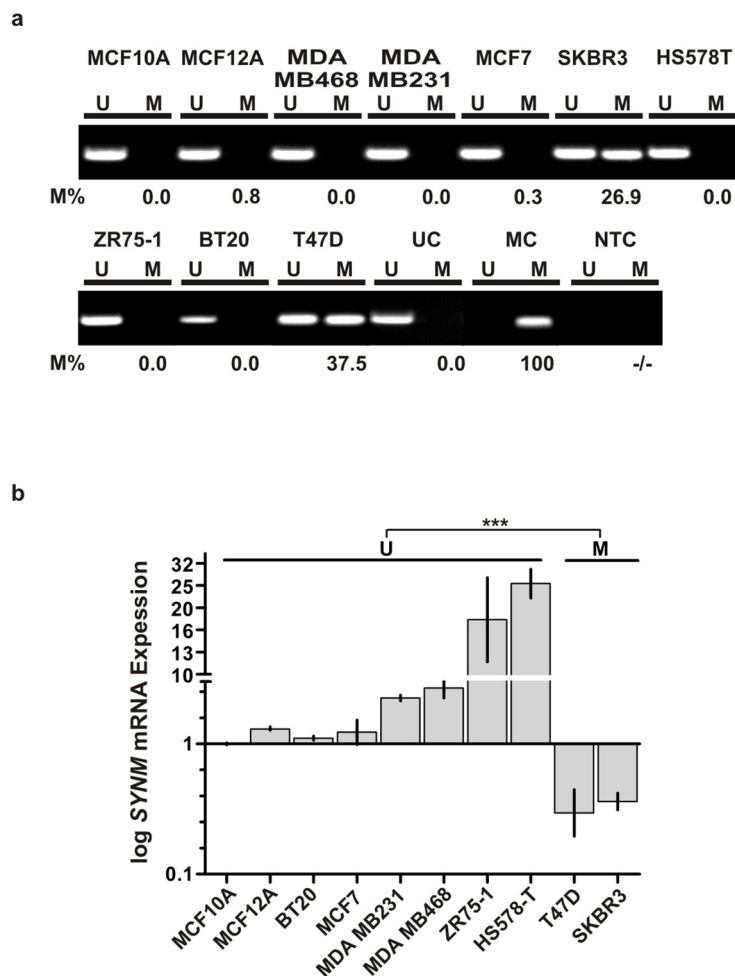 a
MCF10A MCF12A MDA MB468 MDA MB231 MCF7 SKBR3 HS578T
U M U M U M U M U M U M U M
M% 0.0 0.8 0.0 0.0 0.3 26.9 0.0
ZR75-1 BT20 T47D UC MC NTC
U M U M U M U M U M U M
M% 0.0 0.0 37.5 0.0 100 -/-
b
***
U M
log SYNM mRNA Expession
32
25
20
16
13
10
1
0.1
MCF10A
MCF12A
BT20
MCF7
MDA MB231
MDA MB468
ZR75-1
HS578-T
T47D
SKBR3